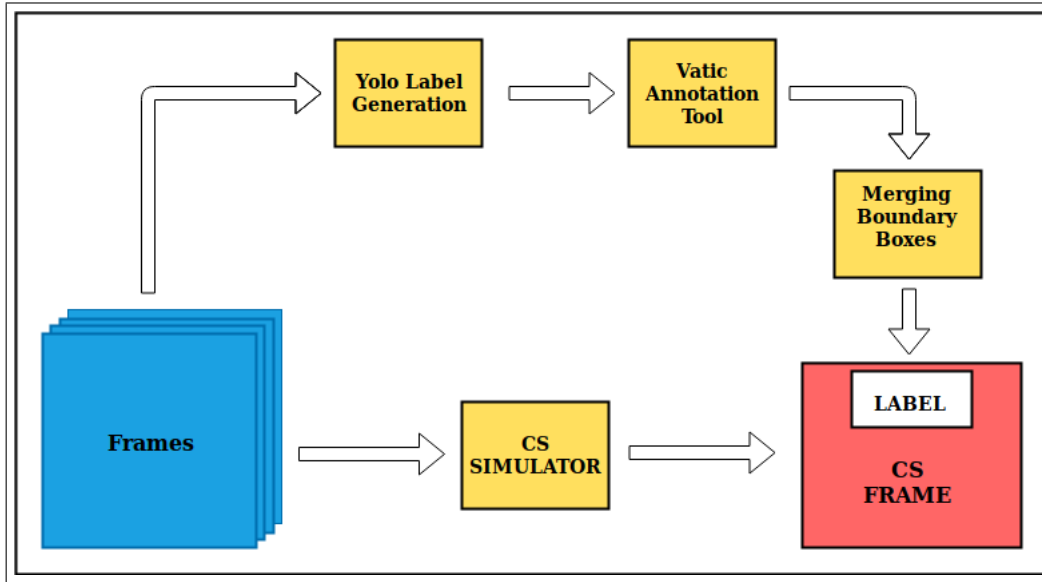 Yolo Label
Generation
Vatic
Annotation
Tool
Merging
Boundary
Boxes
Frames
CS
SIMULATOR
LABEL
CS
FRAME